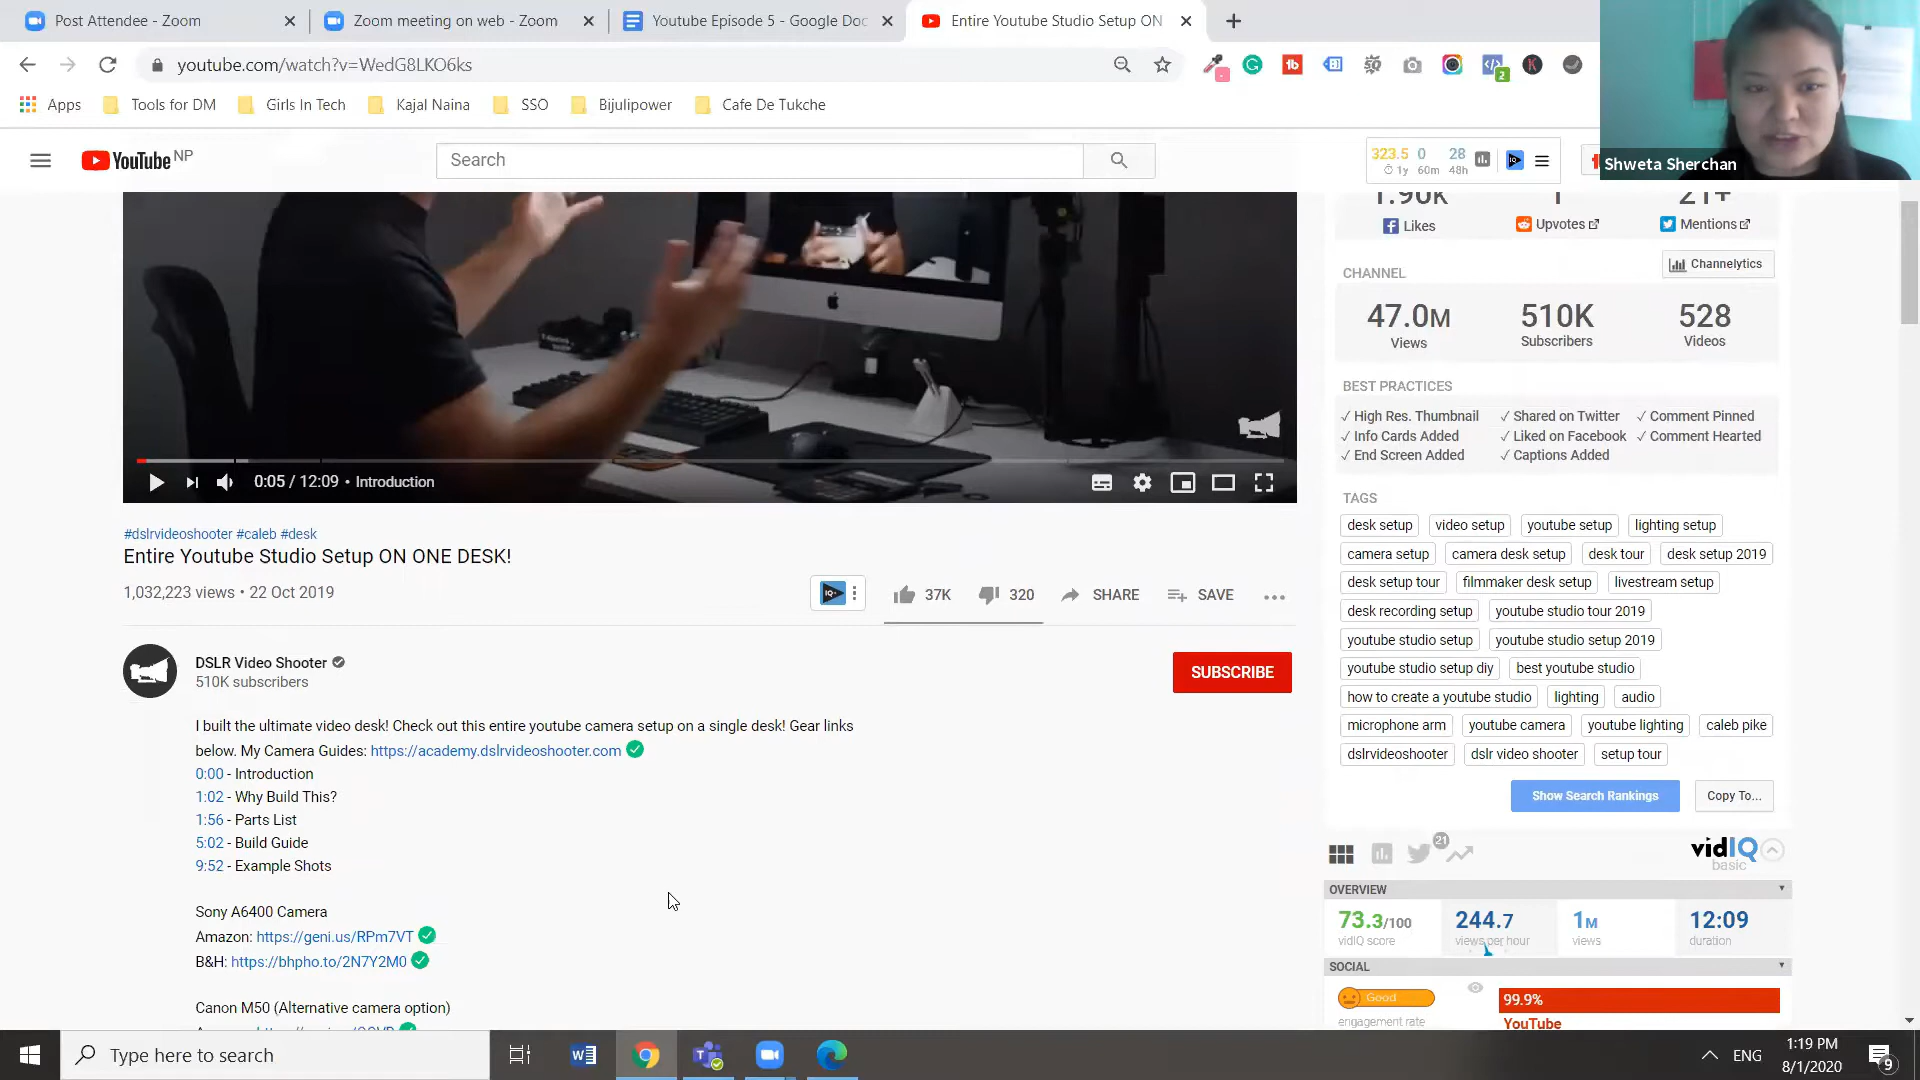 Post Attendee - Zoom
Zoom meeting on web - Zoom
Youtube Episode 5 - Google Doc
Entire Youtube Studio Setup ON
youtube.com/watch?v=WedG8LKO6ks
2
Apps
Tools for DM
Girls In Tech
Kajal Naina
SSO
Bijulipower
Cafe De Tukche
Shweta Sherchan
YouTube NP
Search
323.5 0 28
1y 60m 48h
1.90K 1 21+
Likes Upvotes Mentions
CHANNEL
Channelytics
47.0M 510K 528
Views Subscribers Videos
BEST PRACTICES
✓ High Res. Thumbnail ✓ Shared on Twitter ✓ Comment Pinned
✓ Info Cards Added ✓ Liked on Facebook ✓ Comment Hearted
✓ End Screen Added ✓ Captions Added
TAGS
desk setup video setup youtube setup lighting setup
camera setup camera desk setup desk tour desk setup 2019
desk setup tour filmmaker desk setup livestream setup
desk recording setup youtube studio tour 2019
youtube studio setup youtube studio setup 2019
youtube studio setup diy best youtube studio
how to create a youtube studio lighting audio
microphone arm youtube camera youtube lighting caleb pike
dslrvideoshooter dslr video shooter setup tour
Show Search Rankings Copy To...
21
vidIQ
basic
OVERVIEW
73.3/100 244.7 1M 12:09
vidIQ score views per hour views duration
SOCIAL
Good
engagement rate
99.9%
YouTube
0:05 / 12:09 • Introduction
#dslrvideoshooter #caleb #desk
Entire Youtube Studio Setup ON ONE DESK!
1,032,223 views • 22 Oct 2019
37K 320 SHARE SAVE
DSLR Video Shooter
510K subscribers
SUBSCRIBE
I built the ultimate video desk! Check out this entire youtube camera setup on a single desk! Gear links
below. My Camera Guides: https://academy.dslrvideoshooter.com
0:00 - Introduction
1:02 - Why Build This?
1:56 - Parts List
5:02 - Build Guide
9:52 - Example Shots
Sony A6400 Camera
Amazon: https://geni.us/RPm7VT
B&H: https://bhpho.to/2N7Y2M0
Canon M50 (Alternative camera option)
Type here to search
ENG
1:19 PM
8/1/2020
9